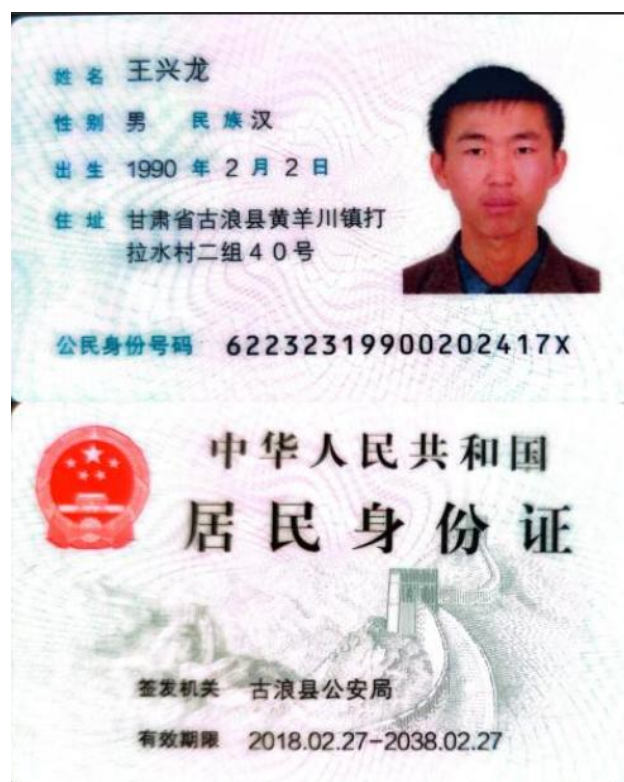 姓名 王兴龙
性别 男 民族 汉
出生 1990 年 2 月 2 日
住址 甘肃省古浪县黄羊川镇打
拉水村二组40号
公民身份号码 62232319900202417X
中华人民共和国
居民身份证
签发机关 古浪县公安局
有效期限 2018.02.27-2038.02.27